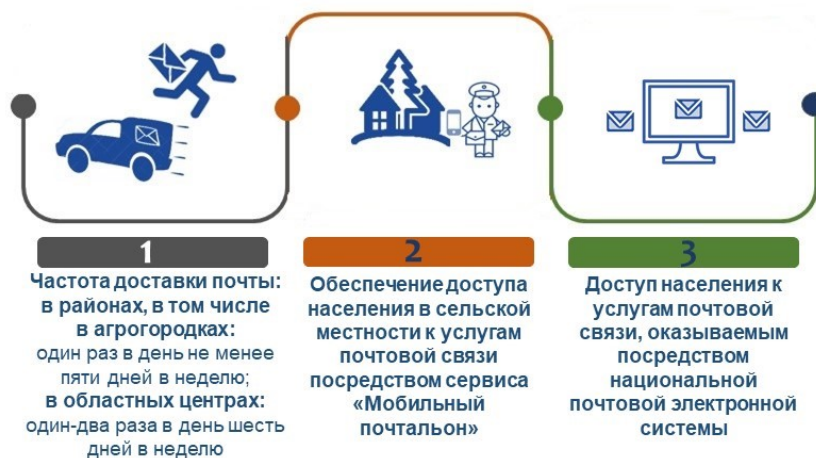 1
Частота доставки почты:
в районах, в том числе
в агрогородках:
один раз в день не менее
пяти дней в неделю;
в областных центрах:
один-два раза в день шесть
дней в неделю
2
Обеспечение доступа
населения в сельской
местности к услугам
почтовой связи
посредством сервиса
«Мобильный
почтальон»
3
Доступ населения к
услугам почтовой
связи, оказываемым
посредством
национальной
почтовой электронной
системы